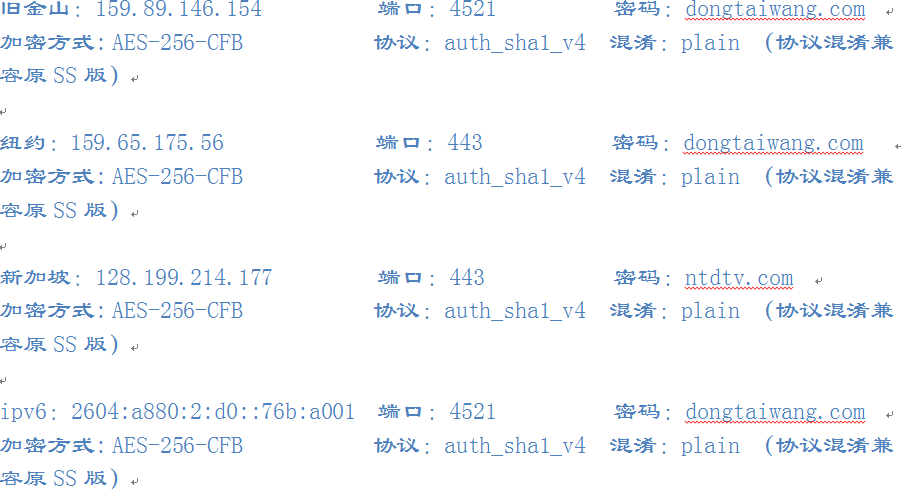 旧金山：159.89.146.154 端口：4521 密码：dongtaiwang.com
加密方式：AES-256-CFB 协议：auth_sha1_v4 混淆：plain （协议混淆兼
容原 SS 版）
纽约：159.65.175.56 端口：443 密码：dongtaiwang.com
加密方式：AES-256-CFB 协议：auth_sha1_v4 混淆：plain （协议混淆兼
容原 SS 版）
新加坡：128.199.214.177 端口：443 密码：ntdtv.com
加密方式：AES-256-CFB 协议：auth_sha1_v4 混淆：plain （协议混淆兼
容原 SS 版）
ipv6：2604:a880:2:d0::76b:a001 端口：4521 密码：dongtaiwang.com
加密方式：AES-256-CFB 协议：auth_sha1_v4 混淆：plain （协议混淆兼
容原 SS 版）